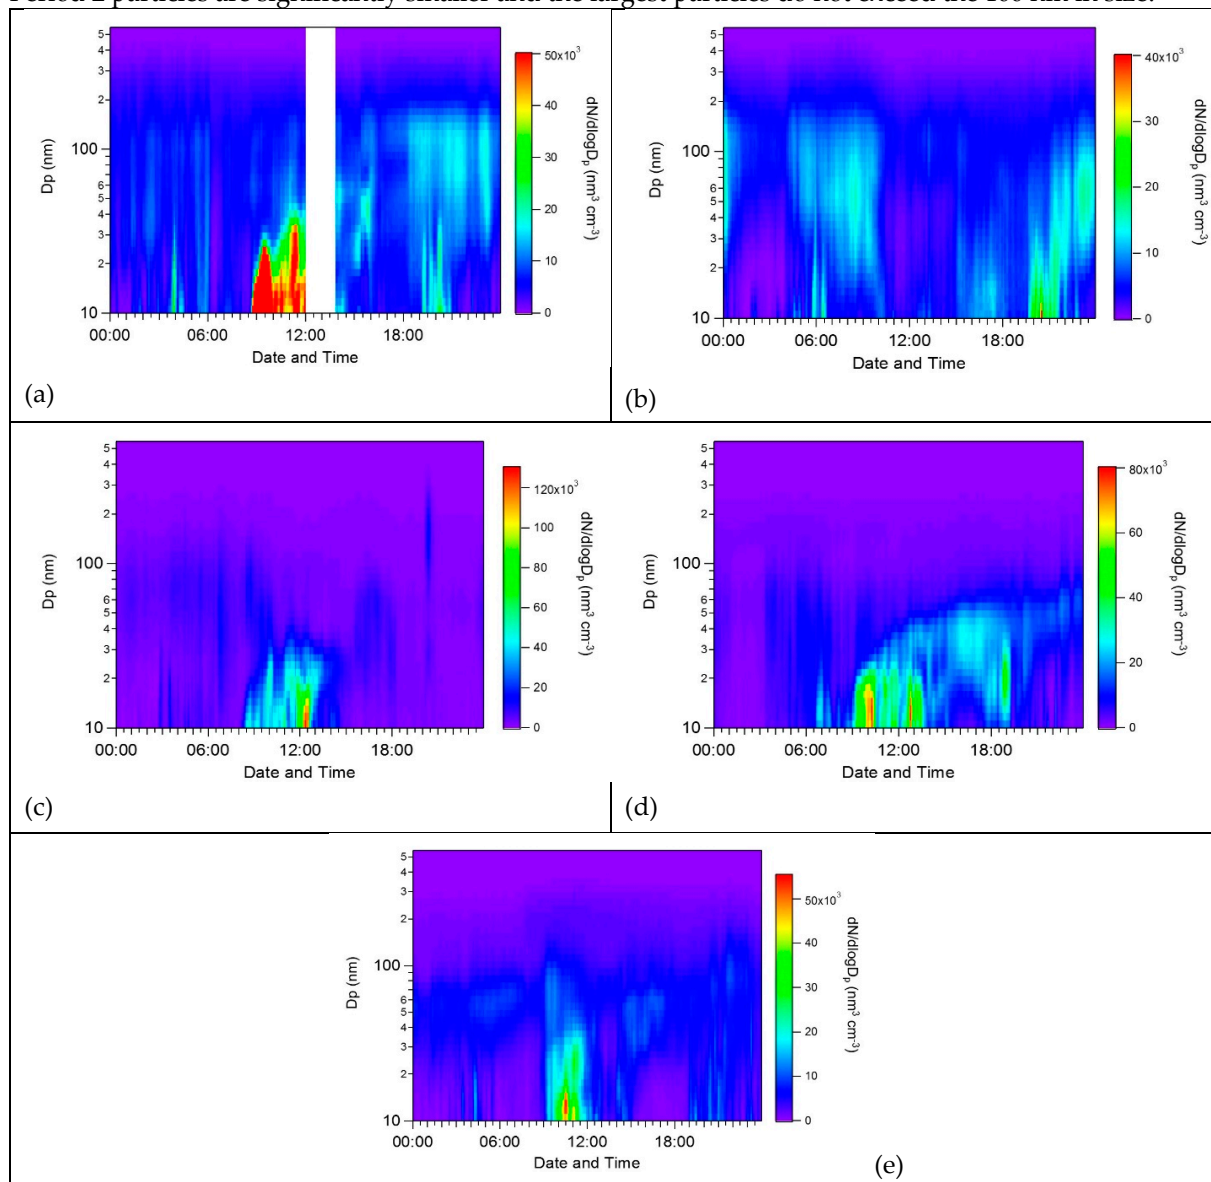 Period 2 particles are significantly smaller and the largest particles do not exceed the 100 nm in size.
5
4
3
2
100
6
5
4
3
2
10
Dp (nm)
00:00 06:00 12:00 18:00
Date and Time
50x10³
40
30
20
10
0
dN/dlogDp (nm³ cm⁻³)
(a)
5
4
3
2
100
8
6
5
4
3
2
10
Dp (nm)
00:00 06:00 12:00 18:00
Date and Time
40x10³
30
20
10
0
dN/dlogDp (nm³ cm⁻³)
(b)
5
4
3
2
100
6
5
4
3
2
10
Dp (nm)
00:00 06:00 12:00 18:00
Date and Time
120x10³
100
80
60
40
20
0
dN/dlogDp (nm³ cm⁻³)
(c)
5
4
3
2
100
6
5
4
3
2
10
Dp (nm)
00:00 06:00 12:00 18:00
Date and Time
80x10³
60
40
20
0
dN/dlogDp (nm³ cm⁻³)
(d)
5
4
3
2
100
6
5
4
3
2
10
Dp (nm)
00:00 06:00 12:00 18:00
Date and Time
50x10³
40
30
20
10
0
dN/dlogDp (nm³ cm⁻³)
(e)